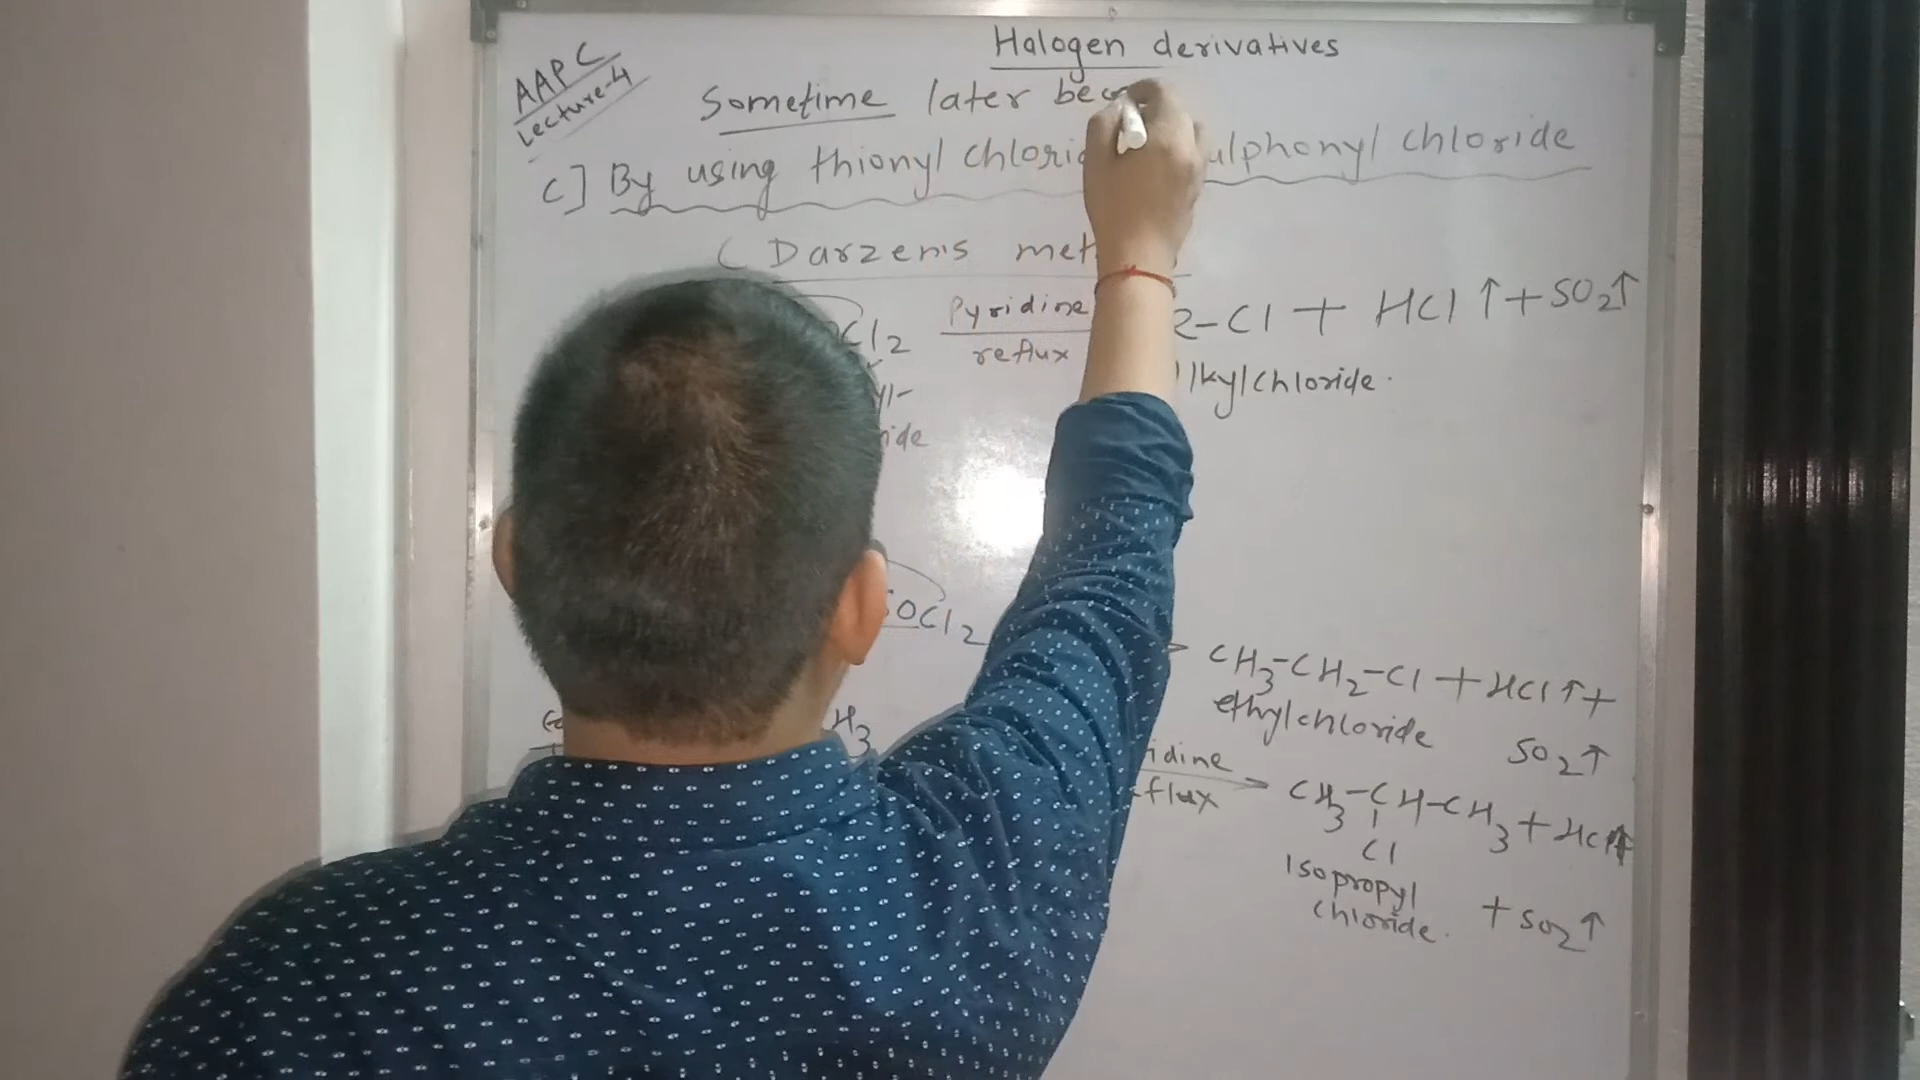 Halogen derivatives
AAPC
Lecture-4
Sometime later bec
C] By using thionyl chlorid ulphonyl chloride
( Darzen's met
Cl2 Pyridine R-Cl + HCl ↑ + SO2↑
reflux
lkylchloride.
yl-
ide
SOCl2
CH3-CH2-Cl + HCl ↑ +
ethylchloride SO2↑
H3
idine CH3-CH-CH3 + HCl↑
flux
Cl
Isopropyl
chloride. + SO2↑